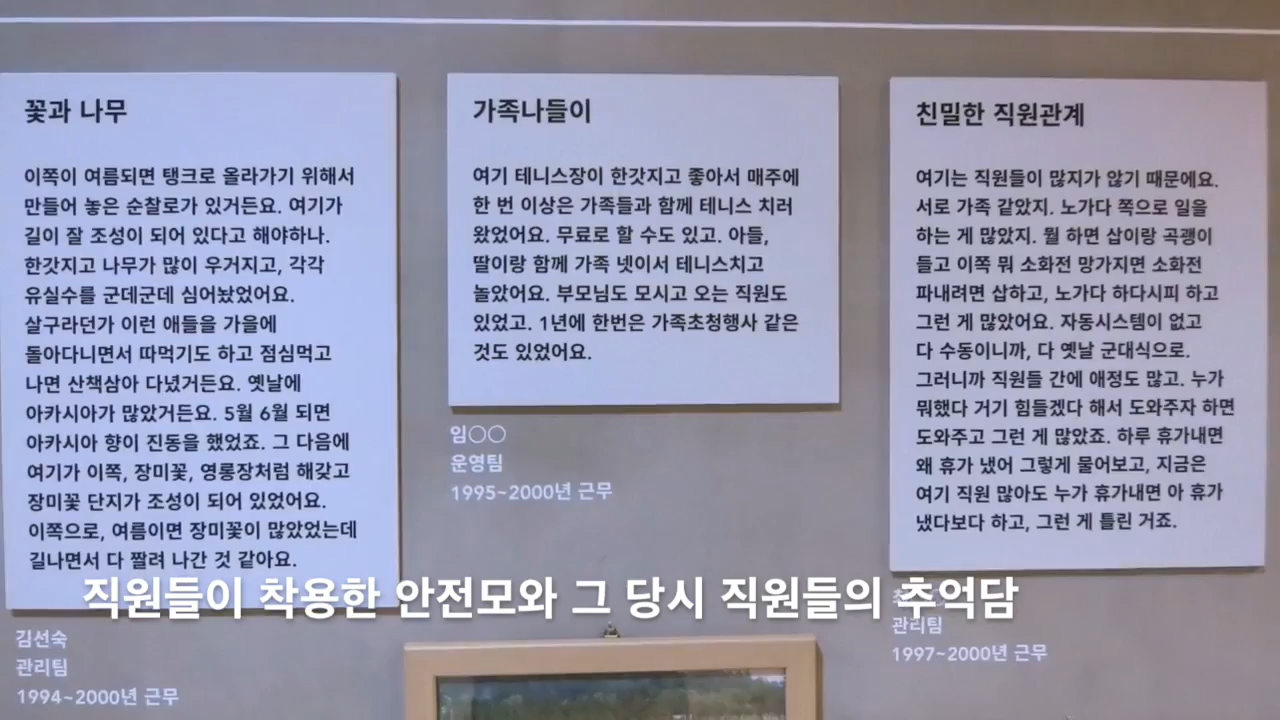 꽃과 나무
이쪽이 여름되면 탱크로 올라가기 위해서
만들어 놓은 순찰로가 있거든요. 여기가
길이 잘 조성이 되어 있다고 해야하나.
한갓지고 나무가 많이 우거지고, 각각
유실수를 군데군데 심어놨었어요.
살구라던가 이런 애들을 가을에
돌아다니면서 따먹기도 하고 점심먹고
나면 산책삼아 다녔거든요. 옛날에
아카시아가 많았거든요. 5월 6월 되면
아카시아 향이 진동을 했었죠. 그 다음에
여기가 이쪽, 장미꽃, 영롱장처럼 해갖고
장미꽃 단지가 조성이 되어 있었어요.
이쪽으로, 여름이면 장미꽃이 많았었는데
길나면서 다 짤려 나간 것 같아요.
김선숙
관리팀
1994~2000년 근무
가족나들이
여기 테니스장이 한갓지고 좋아서 매주에
한 번 이상은 가족들과 함께 테니스 치러
왔었어요. 무료로 할 수도 있고. 아들,
딸이랑 함께 가족 넷이서 테니스치고
놀았어요. 부모님도 모시고 오는 직원도
있었고. 1년에 한번은 가족초청행사 같은
것도 있었어요.
임○○
운영팀
1995~2000년 근무
친밀한 직원관계
여기는 직원들이 많지가 않기 때문에요.
서로 가족 같았지. 노가다 쪽으로 일을
하는 게 많았지. 뭘 하면 삽이랑 곡괭이
들고 이쪽 뭐 소화전 망가지면 소화전
파내려면 삽하고, 노가다 하다시피 하고
그런 게 많았어요. 자동시스템이 없고
다 수동이니까, 다 옛날 군대식으로.
그러니까 직원들 간에 애정도 많고. 누가
뭐했다 거기 힘들겠다 해서 도와주자 하면
도와주고 그런 게 많았죠. 하루 휴가내면
왜 휴가 냈어 그렇게 물어보고, 지금은
여기 직원 많아도 누가 휴가내면 아 휴가
냈다보다 하고, 그런 게 틀린 거죠.
관리팀
1997~2000년 근무
직원들이 착용한 안전모와 그 당시 직원들의 추억담